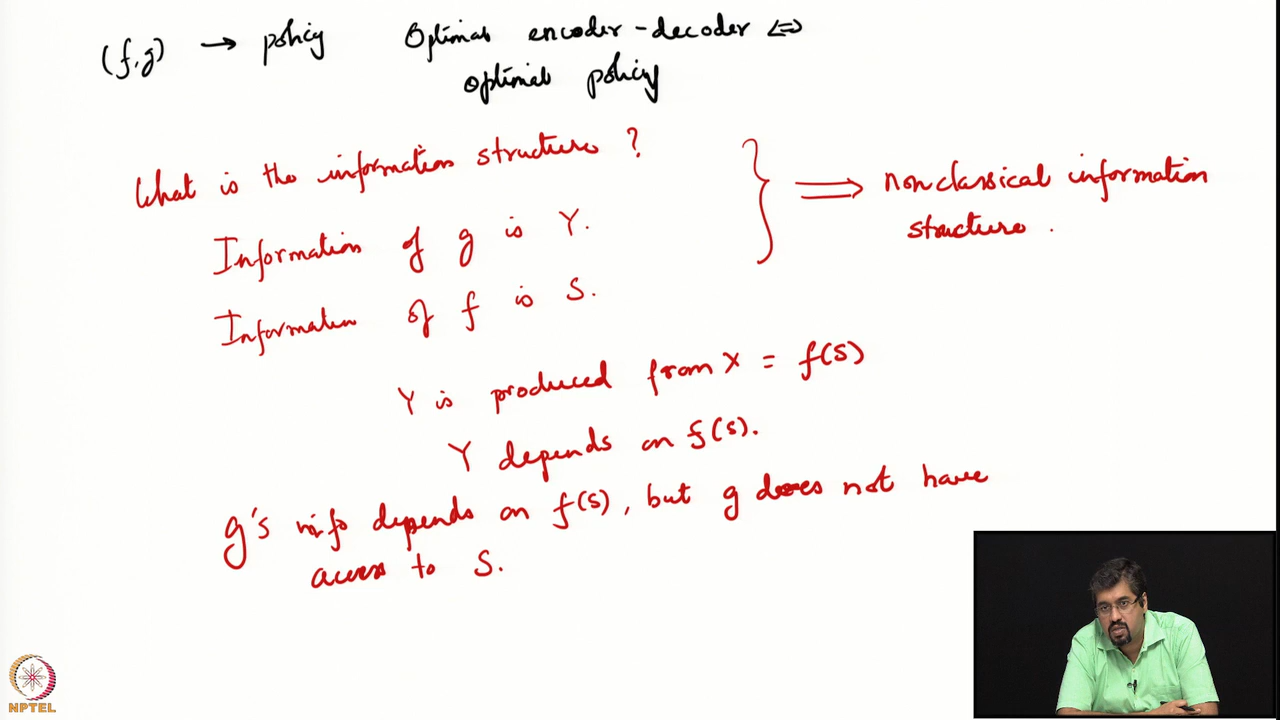 (f,g) → policy Optimal encoder-decoder ⇔
optimal policy
What is the information structure ?
Information of g is Y.
Information of f is S.
} ⟹ nonclassical information
structure .
Y is produced from X = f(S)
Y depends on f(S).
g's info depends on f(S), but g does not have
access to S.
NPTEL